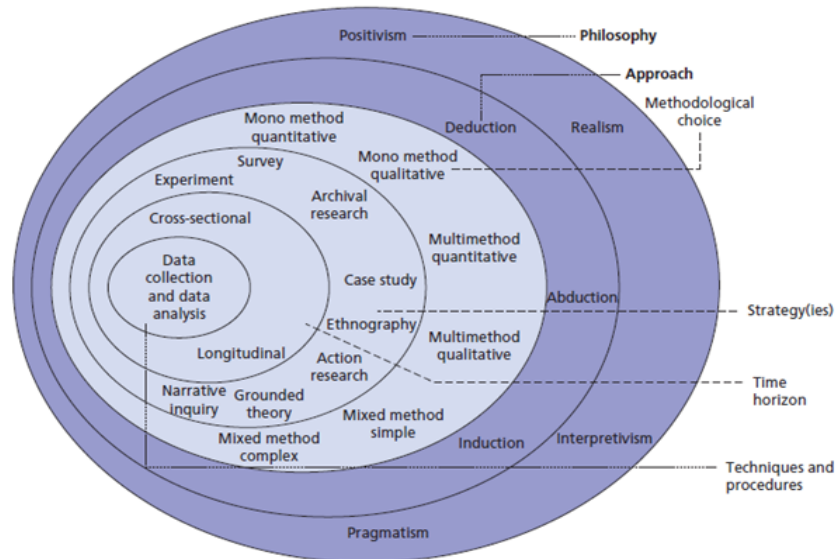 Positivism
Philosophy
Approach
Methodological
choice
Mono method
quantitative
Deduction
Realism
Survey
Mono method
qualitative
Experiment
Archival
research
Cross-sectional
Multimethod
quantitative
Data
collection
and data
analysis
Case study
Abduction
Strategy(ies)
Ethnography
Multimethod
qualitative
Longitudinal
Action
research
Time
horizon
Narrative
inquiry
Grounded
theory
Mixed method
simple
Mixed method
complex
Induction
Interpretivism
Techniques and
procedures
Pragmatism